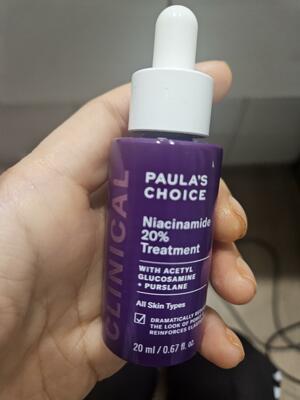 CLINICAL
PAULA'S
CHOICE
Niacinamide
20%
Treatment
WITH ACETYL
GLUCOSAMINE
+ PURSLANE
All Skin Types
DRAMATICALLY
THE LOOK OF
REINFORCES
20 ml / 0.67 fl. oz.